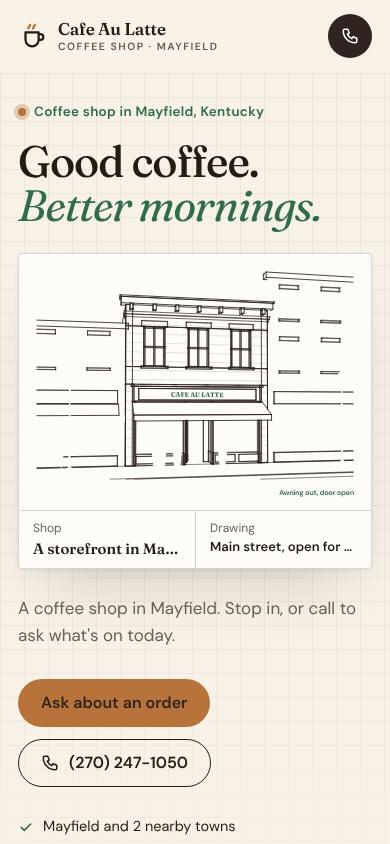 Cafe Au Latte
COFFEE SHOP · MAYFIELD
Coffee shop in Mayfield, Kentucky
Good coffee.
Better mornings.
CAFE AU LATTE
Awning out, door open
Shop
A storefront in Ma...
Drawing
Main street, open for ...
A coffee shop in Mayfield. Stop in, or call to
ask what's on today.
Ask about an order
(270) 247-1050
Mayfield and 2 nearby towns